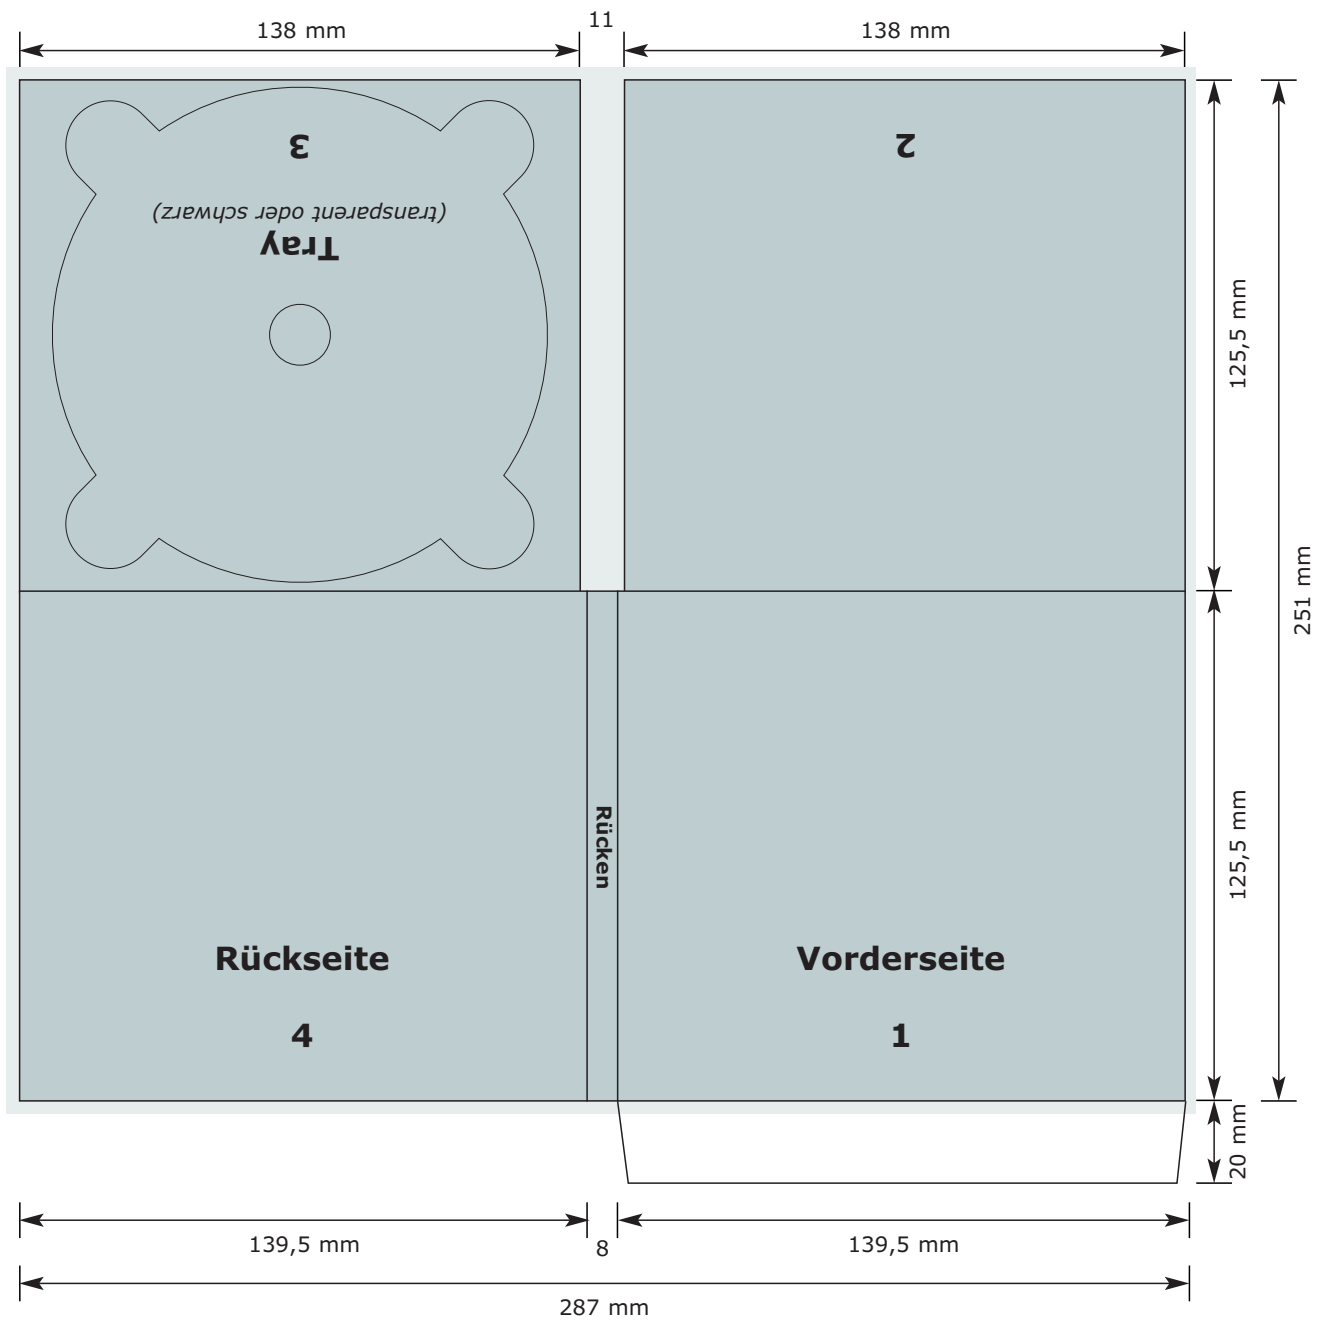 138 mm
11
138 mm
3
2
(transparent oder schwarz)
Tray
125,5 mm
251 mm
125,5 mm
Rücken
Rückseite
Vorderseite
4
1
20 mm
139,5 mm
8
139,5 mm
287 mm